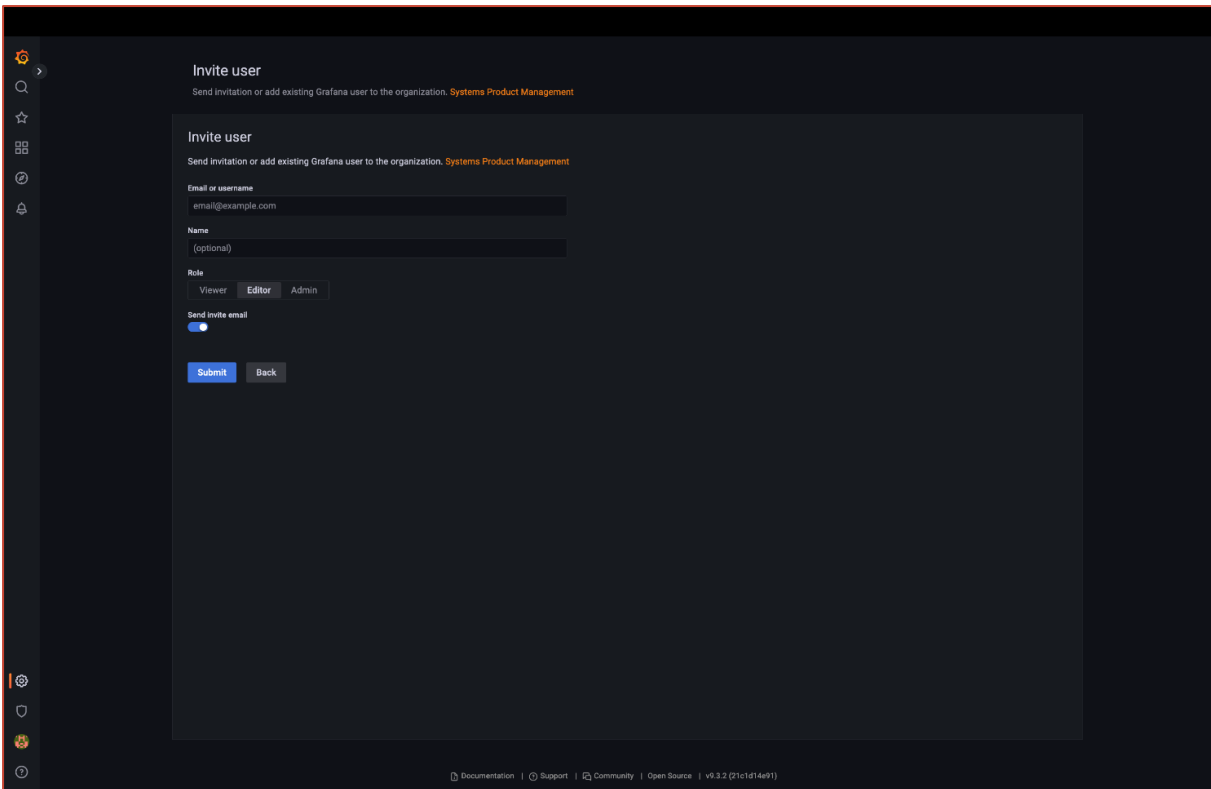 Invite user
Send invitation or add existing Grafana user to the organization. Systems Product Management
Invite user
Send invitation or add existing Grafana user to the organization. Systems Product Management
Email or username
email@example.com
Name
(optional)
Role
Viewer Editor Admin
Send invite email
Submit Back
Documentation | Support | Community | Open Source | v9.3.2 (21c1d14e91)